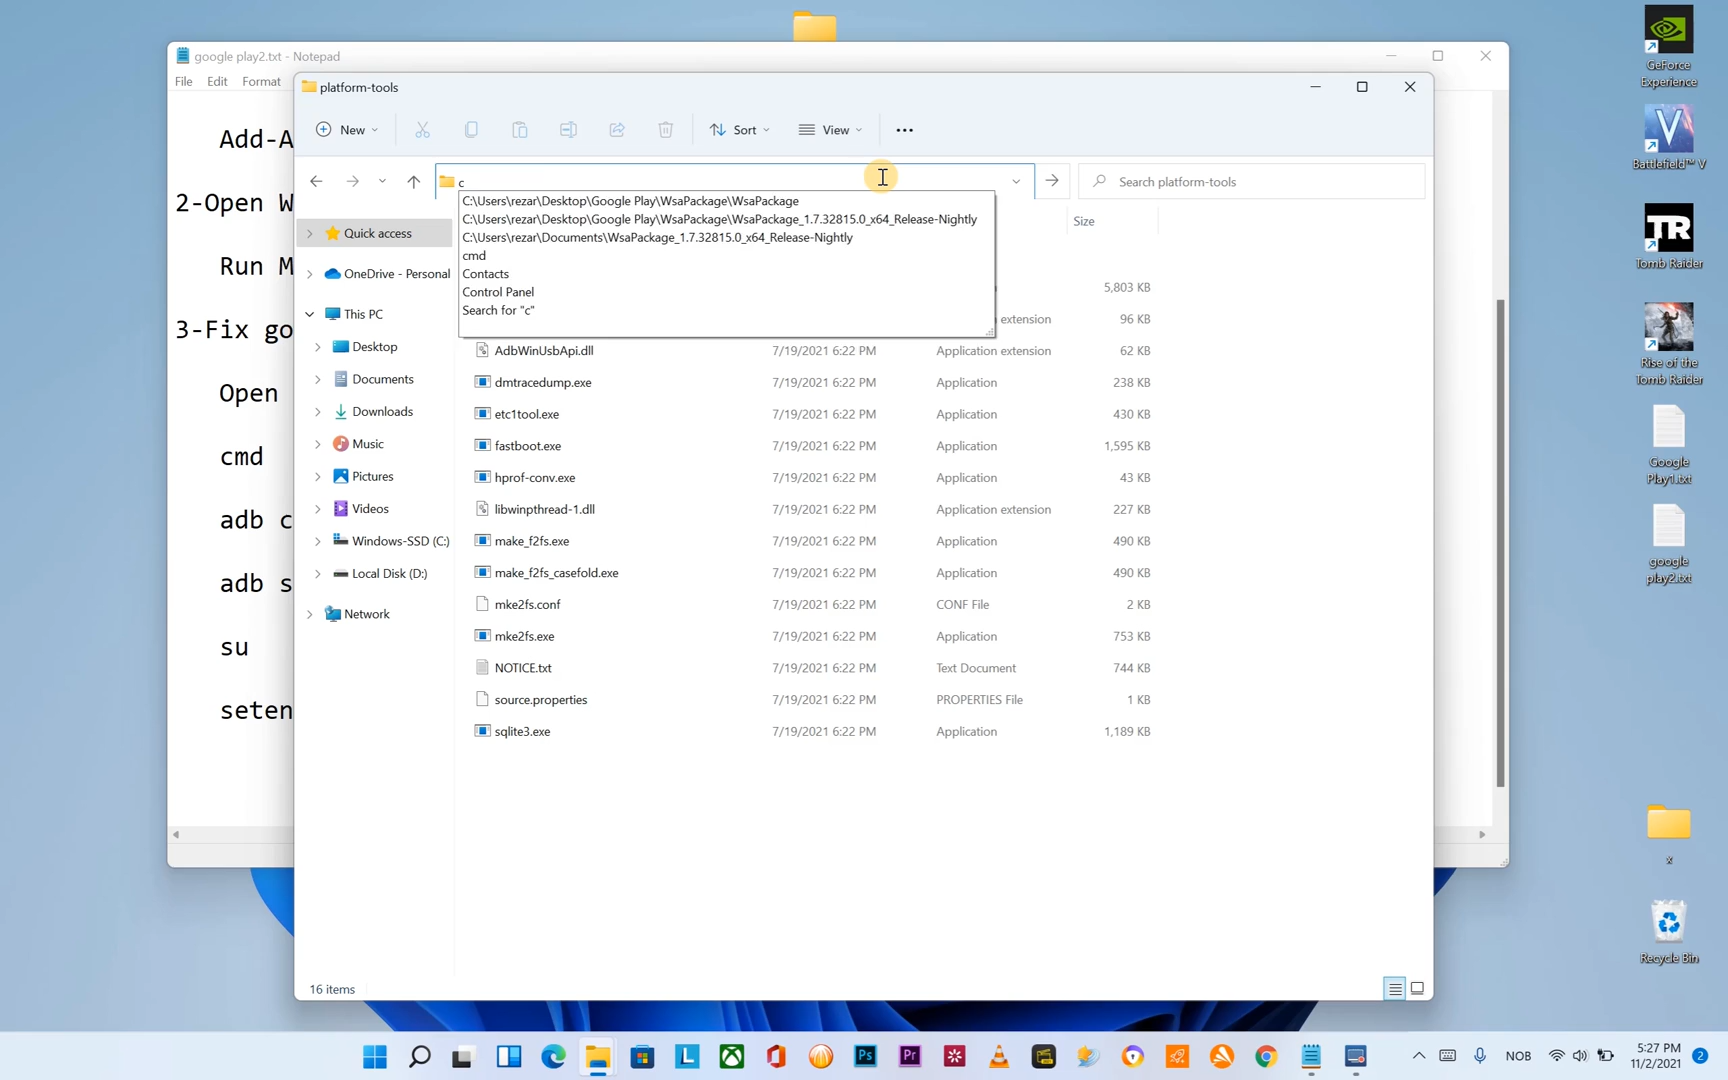 google play2.txt - Notepad
File Edit Format
Add-A
2-Open W
Run M
3-Fix go
Open
cmd
adb c
adb s
su
seten
platform-tools
New
Sort
View
c
Search platform-tools
C:\Users\rezar\Desktop\Google Play\WsaPackage\WsaPackage
C:\Users\rezar\Desktop\Google Play\WsaPackage\WsaPackage_1.7.32815.0_x64_Release-Nightly
C:\Users\rezar\Documents\WsaPackage_1.7.32815.0_x64_Release-Nightly
cmd
Contacts
Control Panel
Search for "c"
Quick access
OneDrive - Personal
This PC
Desktop
Documents
Downloads
Music
Pictures
Videos
Windows-SSD (C:)
Local Disk (D:)
Network
Size
5,803 KB
n extension 96 KB
AdbWinUsbApi.dll 7/19/2021 6:22 PM Application extension 62 KB
dmtracedump.exe 7/19/2021 6:22 PM Application 238 KB
etc1tool.exe 7/19/2021 6:22 PM Application 430 KB
fastboot.exe 7/19/2021 6:22 PM Application 1,595 KB
hprof-conv.exe 7/19/2021 6:22 PM Application 43 KB
libwinpthread-1.dll 7/19/2021 6:22 PM Application extension 227 KB
make_f2fs.exe 7/19/2021 6:22 PM Application 490 KB
make_f2fs_casefold.exe 7/19/2021 6:22 PM Application 490 KB
mke2fs.conf 7/19/2021 6:22 PM CONF File 2 KB
mke2fs.exe 7/19/2021 6:22 PM Application 753 KB
NOTICE.txt 7/19/2021 6:22 PM Text Document 744 KB
source.properties 7/19/2021 6:22 PM PROPERTIES File 1 KB
sqlite3.exe 7/19/2021 6:22 PM Application 1,189 KB
16 items
GeForce
Experience
V
Battlefield™ V
TR
Tomb Raider
Rise of the
Tomb Raider
Google
Play1.txt
google
play2.txt
x
Recycle Bin
L
Ps
Pr
NOB
5:27 PM
11/2/2021
2